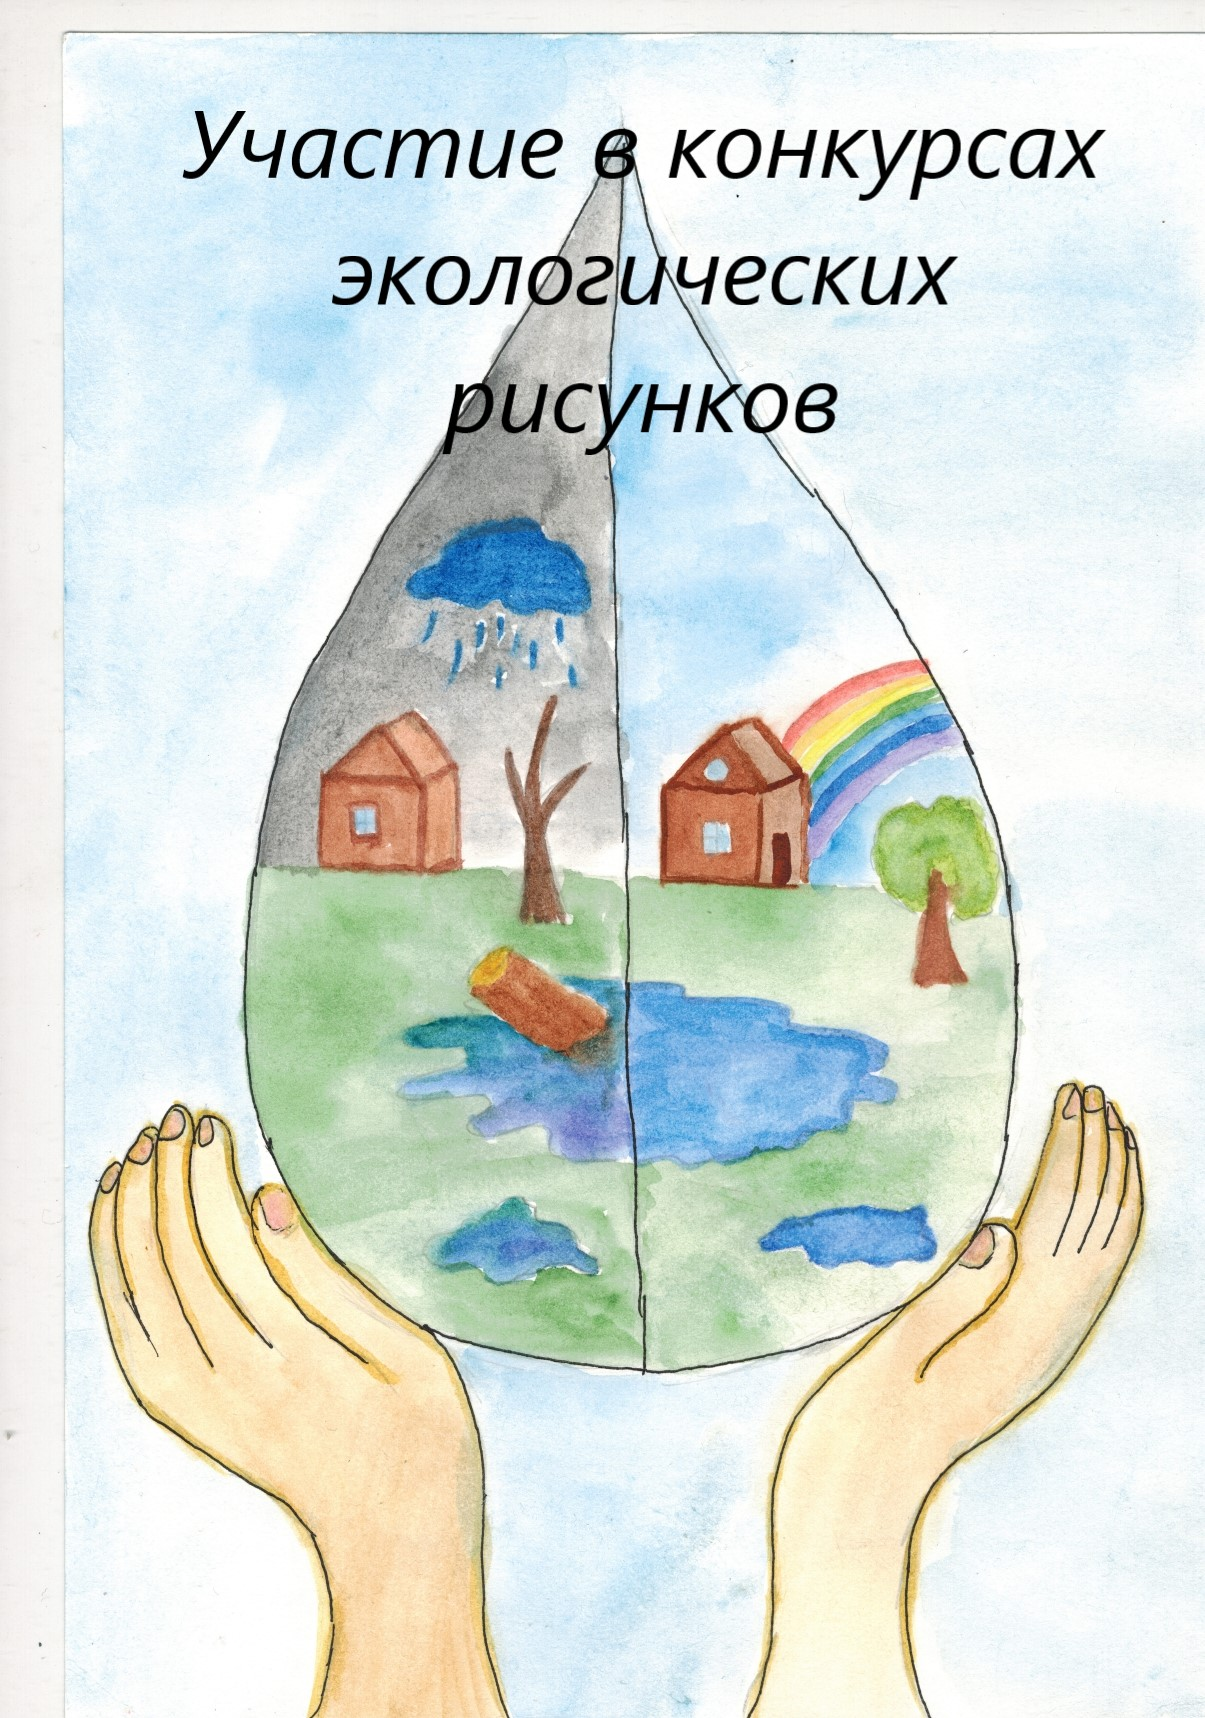 Участие в конкурсах
экологических
рисунков